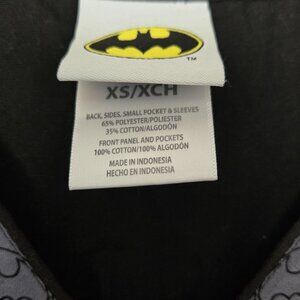 TM
XS/XCH
BACK, SIDES, SMALL POCKET & SLEEVES
65% POLYESTER/POLIESTER
35% COTTON/ALGODÓN
FRONT PANEL AND POCKETS
100% COTTON/100% ALGODÓN
MADE IN INDONESIA
HECHO EN INDONESIA